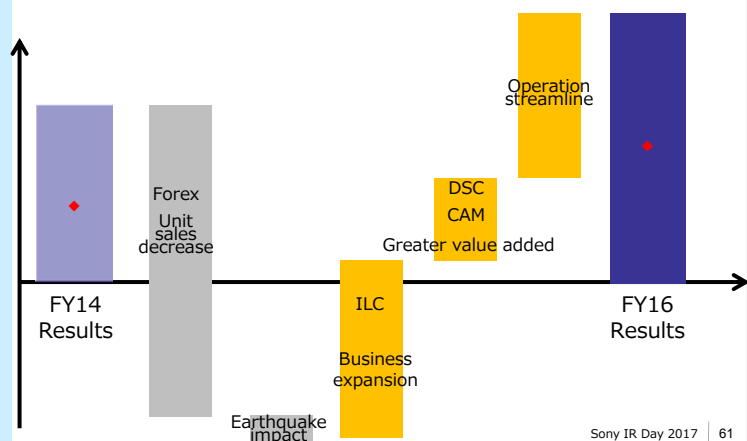 Operation
streamline
DSC
CAM
Greater value added
Forex
Unit
sales
decrease
ILC
Business
expansion
Earthquake
impact
FY14
Results
FY16
Results
Sony IR Day 2017 | 61